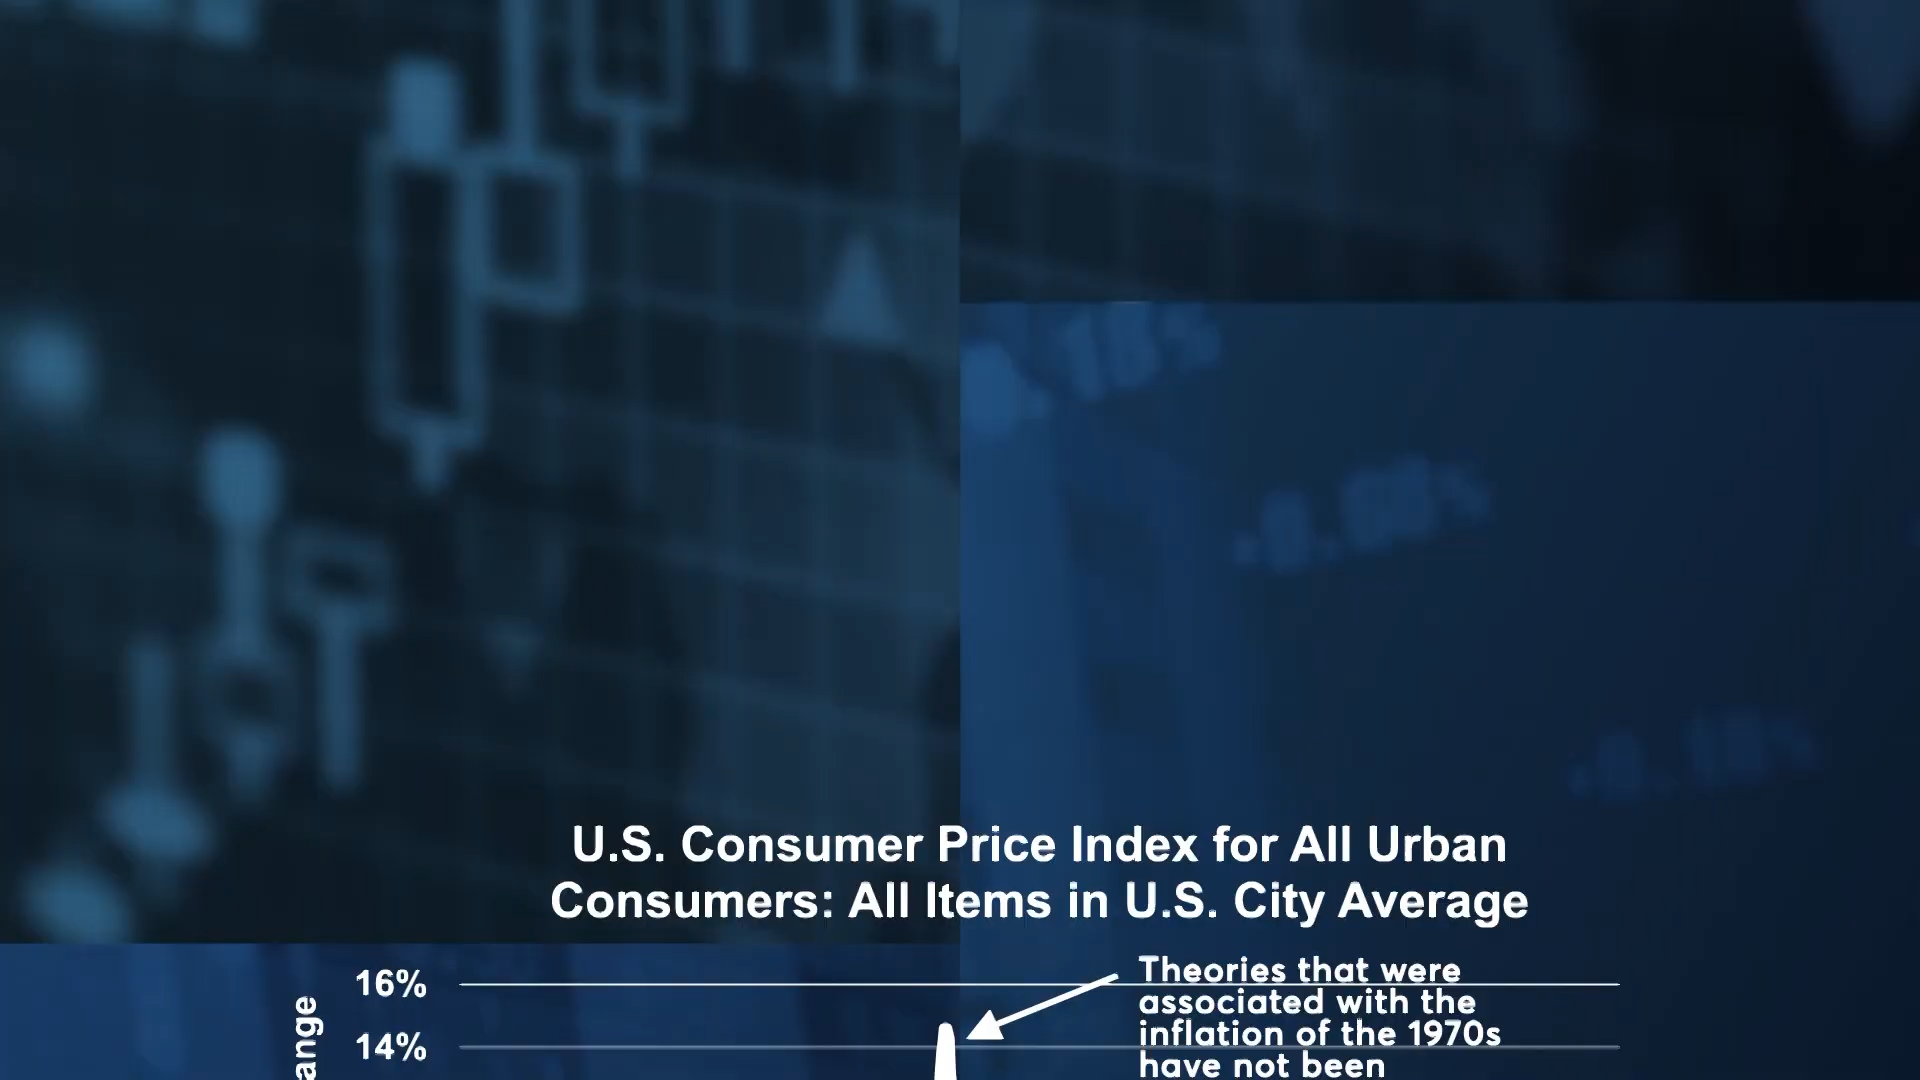 U.S. Consumer Price Index for All Urban
Consumers: All Items in U.S. City Average
16%
14%
Theories that were
associated with the
inflation of the 1970s
have not been